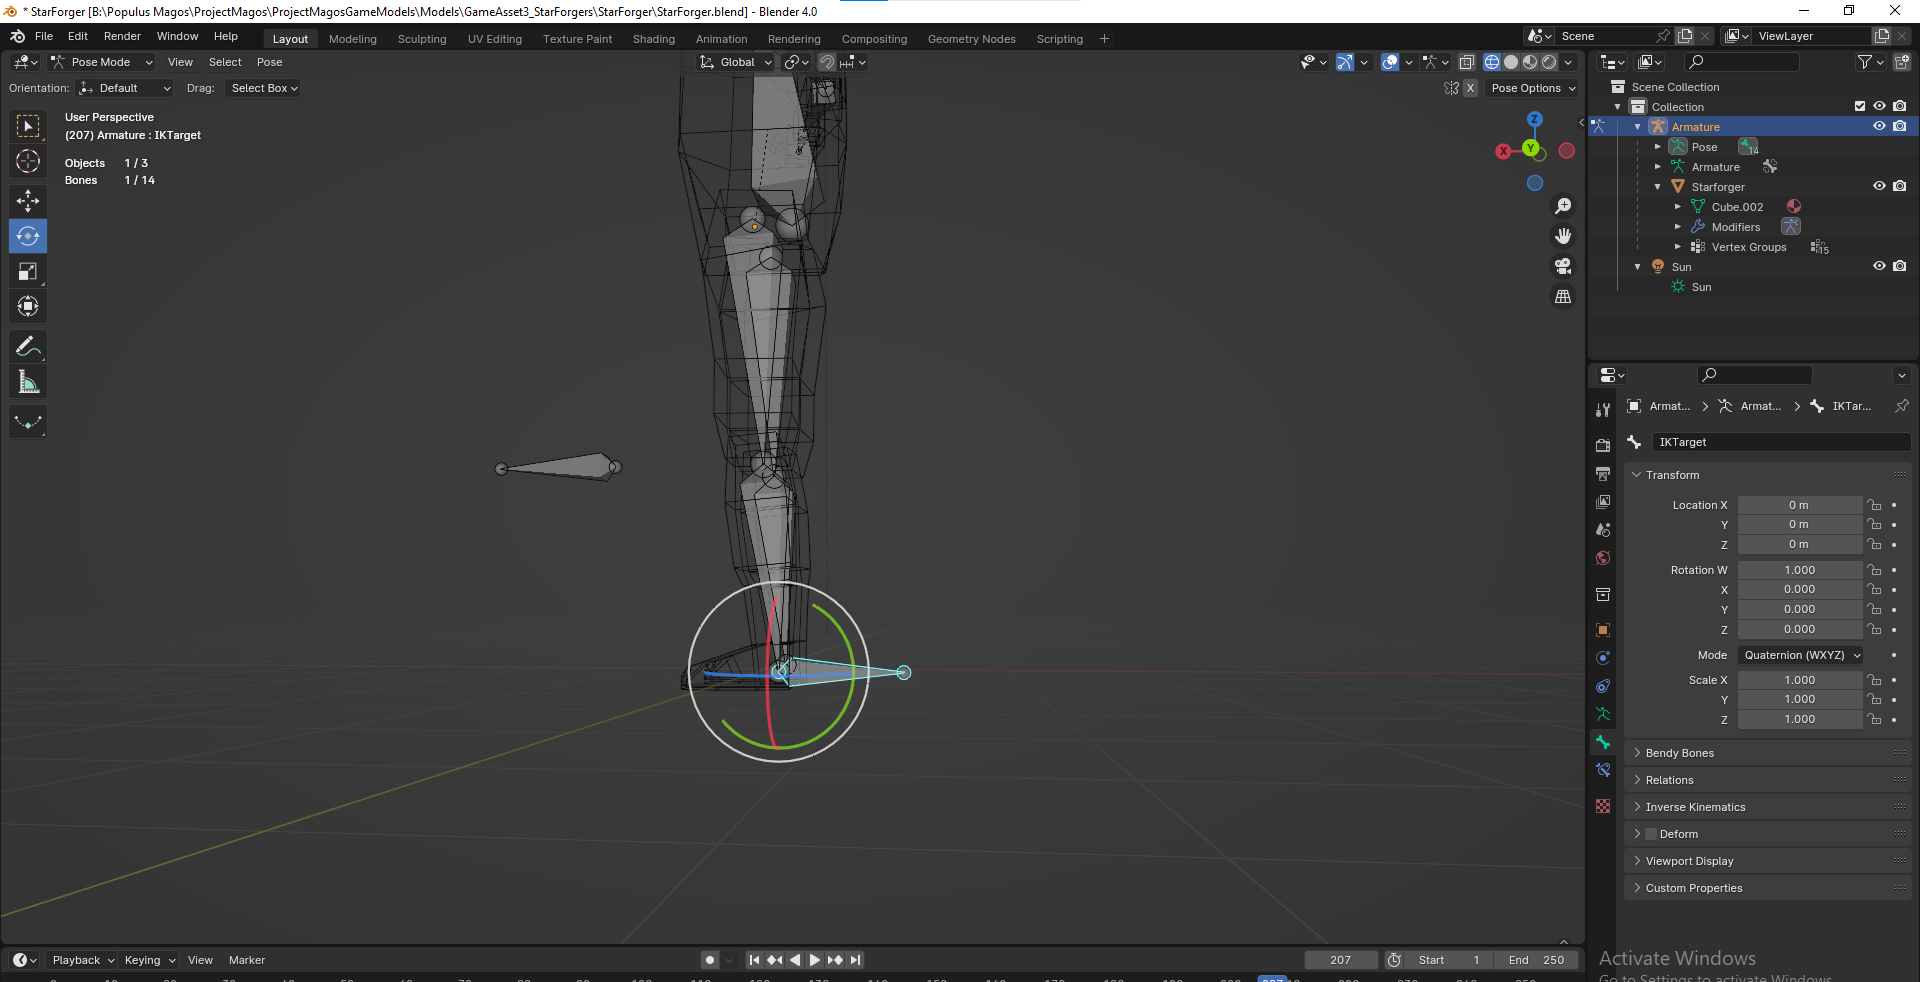 * StarForger [B:\Populus Magos\ProjectMagos\ProjectMagosGameModels\Models\GameAsset3_StarForgers\StarForger\StarForger.blend] - Blender 4.0
File Edit Render Window Help Layout Modeling Sculpting UV Editing Texture Paint Shading Animation Rendering Compositing Geometry Nodes Scripting + Scene ViewLayer
Pose Mode View Select Pose Global
Orientation: Default Drag: Select Box X Pose Options
User Perspective
(207) Armature : IKTarget
Objects 1 / 3
Bones 1 / 14
Z
X
Y
Scene Collection
Collection
Armature
Pose 14
Armature
Starforger
Cube.002
Modifiers
Vertex Groups 15
Sun
Sun
Armat... Armat... IKTar...
IKTarget
Transform
Location X 0 m
Y 0 m
Z 0 m
Rotation W 1.000
X 0.000
Y 0.000
Z 0.000
Mode Quaternion (WXYZ)
Scale X 1.000
Y 1.000
Z 1.000
Bendy Bones
Relations
Inverse Kinematics
Deform
Viewport Display
Custom Properties
Playback Keying View Marker 207 Start 1 End 250
Activate Windows
Go to Settings to activate Windows.